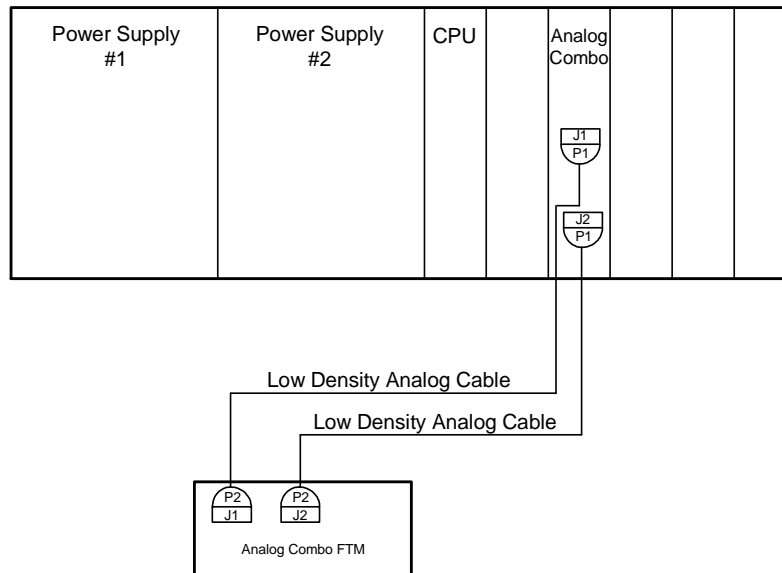 Power Supply
#1
Power Supply
#2
CPU
Analog
Combo
J1
P1
J2
P1
Low Density Analog Cable
Low Density Analog Cable
P2
J1
P2
J2
Analog Combo FTM